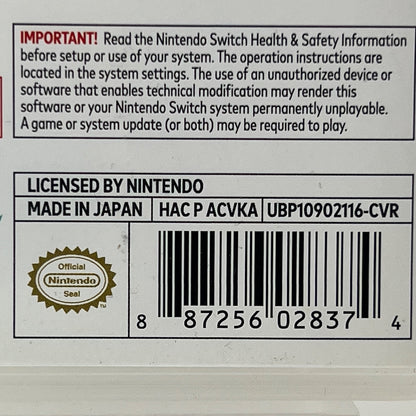 IMPORTANT! Read the Nintendo Switch Health & Safety Information
before setup or use of your system. The operation instructions are
located in the system settings. The use of an unauthorized device or
software that enables technical modification may render this
software or your Nintendo Switch system permanently unplayable.
A game or system update (or both) may be required to play.
LICENSED BY NINTENDO
MADE IN JAPAN HAC P ACVKA UBP10902116-CVR
Official
Nintendo
Seal
™
8 87256 02837 4